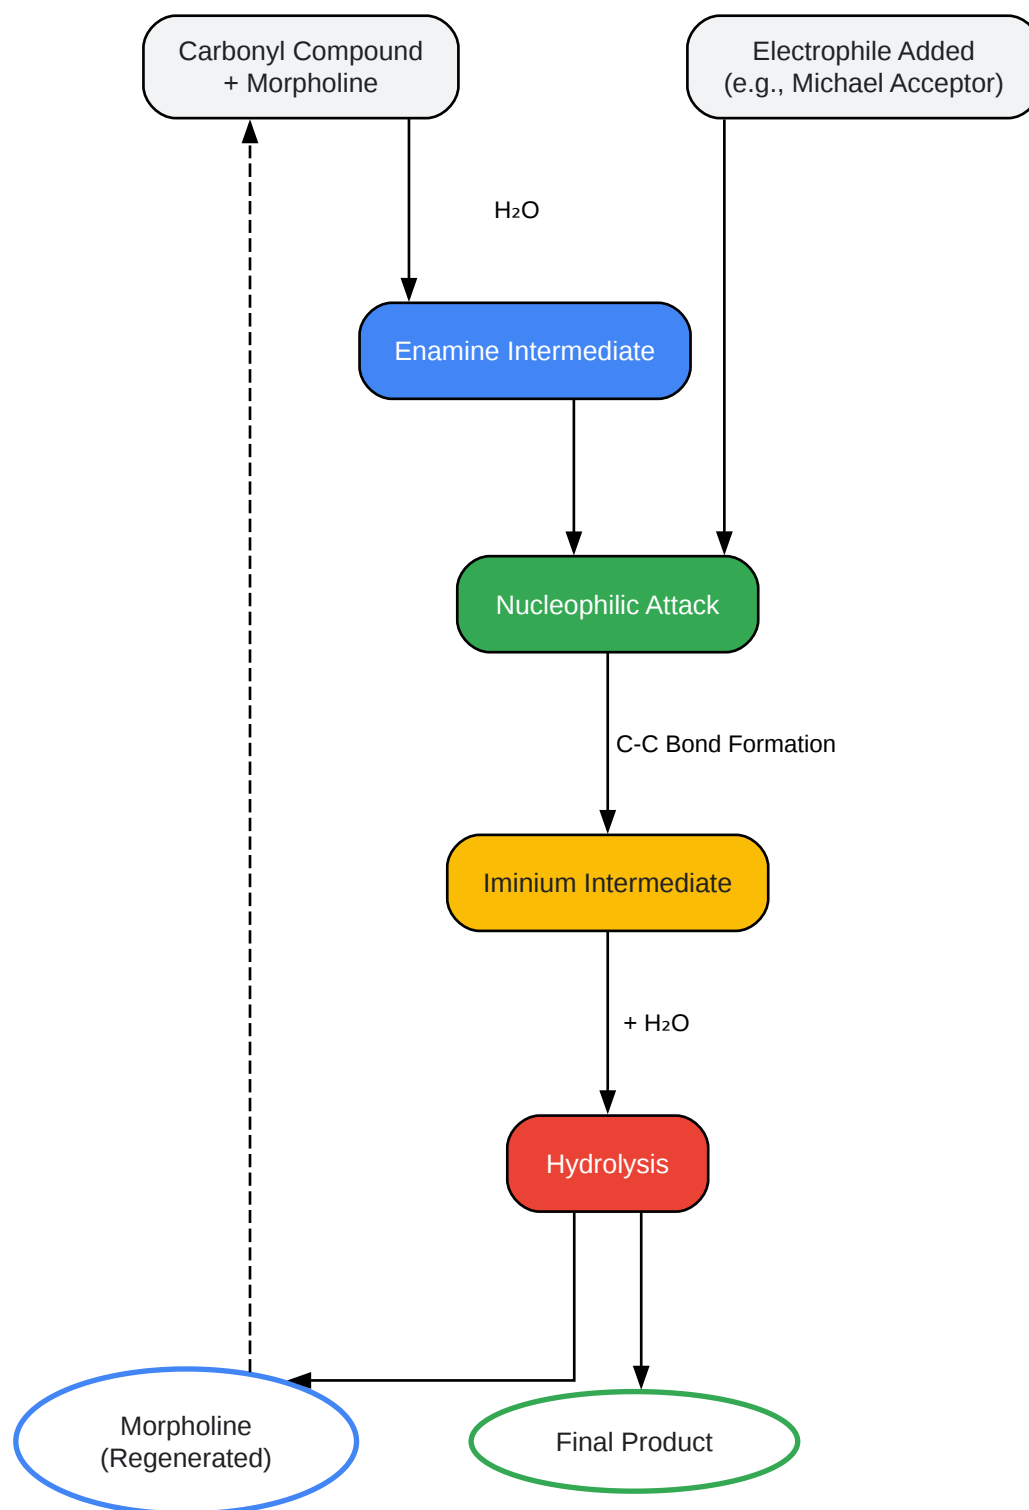 Carbonyl Compound
+ Morpholine
Electrophile Added
(e.g., Michael Acceptor)
H₂O
Enamine Intermediate
Nucleophilic Attack
C-C Bond Formation
Iminium Intermediate
+ H₂O
Hydrolysis
Morpholine
(Regenerated)
Final Product